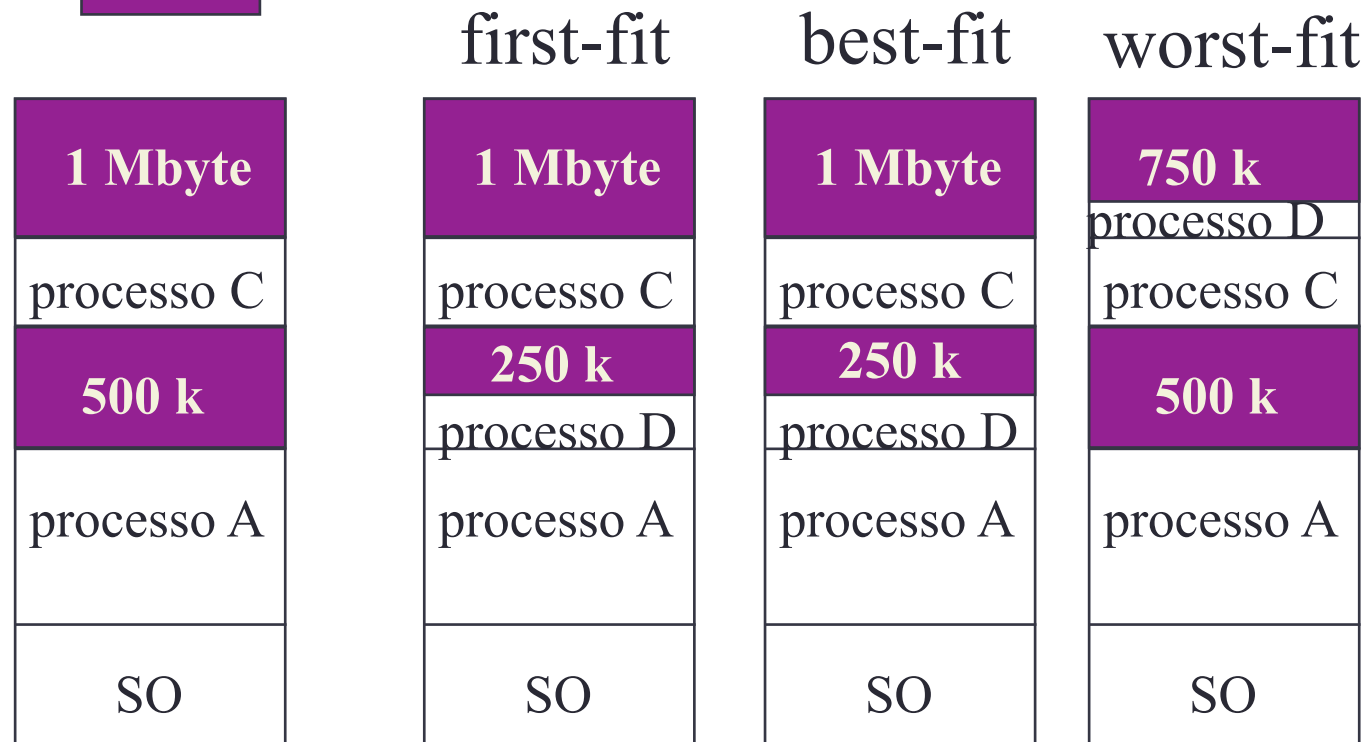 first-fit best-fit worst-fit
1 Mbyte
processo C
500 k
processo A
SO
1 Mbyte
processo C
250 k
processo D
processo A
SO
1 Mbyte
processo C
250 k
processo D
processo A
SO
750 k
processo D
processo C
500 k
processo A
SO